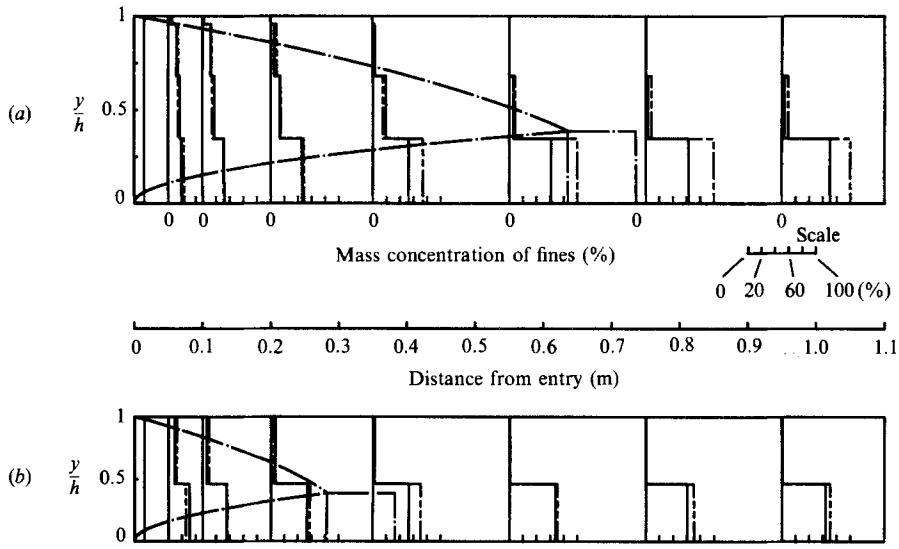 1
(a)
y/h
0.5
0
0 0 0 0 0 0 0
Mass concentration of fines (%)
Scale
0 20 60 100 (%)
0 0.1 0.2 0.3 0.4 0.5 0.6 0.7 0.8 0.9 1.0 1.1
Distance from entry (m)
1
(b)
y/h
0.5
0